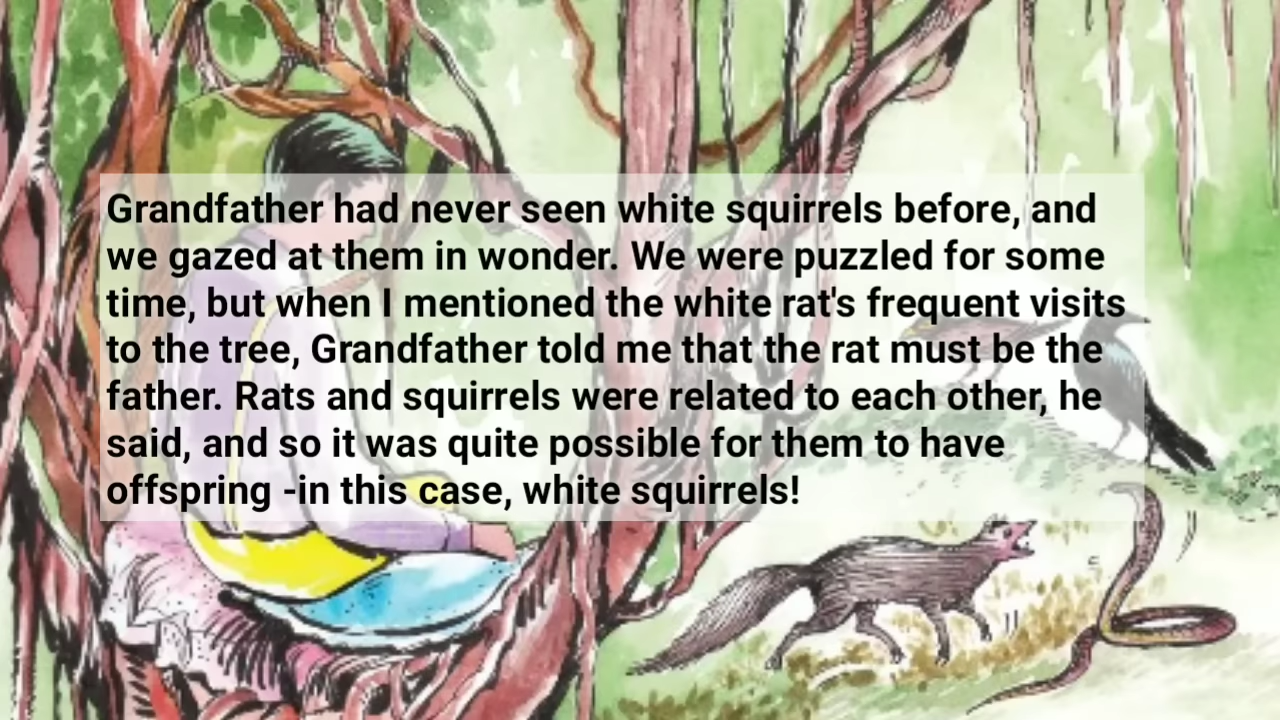 Grandfather had never seen white squirrels before, and
we gazed at them in wonder. We were puzzled for some
time, but when I mentioned the white rat's frequent visits
to the tree, Grandfather told me that the rat must be the
father. Rats and squirrels were related to each other, he
said, and so it was quite possible for them to have
offspring -in this case, white squirrels!